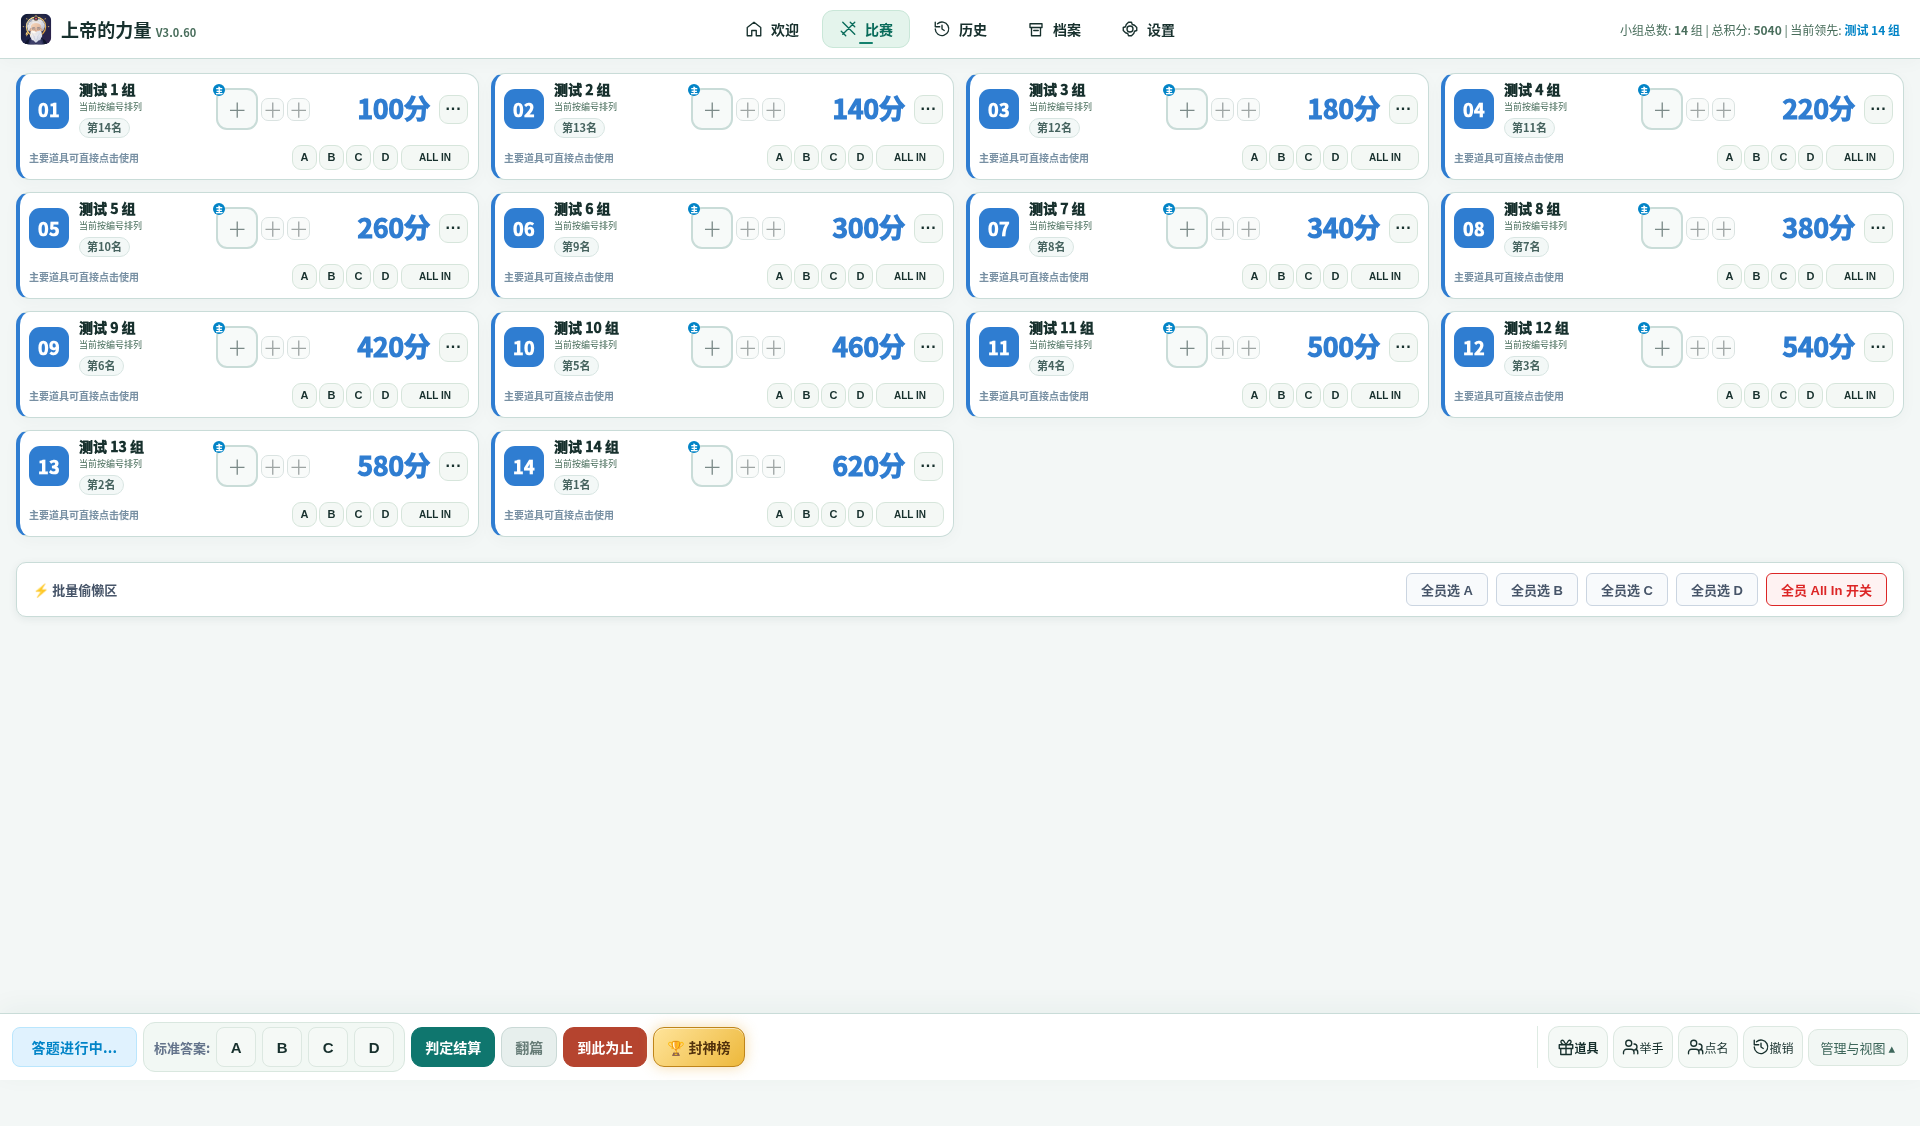 上帝的力量 V3.0.60
欢迎
比赛
历史
档案
设置
小组总数: 14 组 | 总积分: 5040 | 当前领先: 测试 14 组
01 测试 1 组 当前按编号排列 第14名 主 100分 ...
主要道具可直接点击使用 A B C D ALL IN
02 测试 2 组 当前按编号排列 第13名 主 140分 ...
主要道具可直接点击使用 A B C D ALL IN
03 测试 3 组 当前按编号排列 第12名 主 180分 ...
主要道具可直接点击使用 A B C D ALL IN
04 测试 4 组 当前按编号排列 第11名 主 220分 ...
主要道具可直接点击使用 A B C D ALL IN
05 测试 5 组 当前按编号排列 第10名 主 260分 ...
主要道具可直接点击使用 A B C D ALL IN
06 测试 6 组 当前按编号排列 第9名 主 300分 ...
主要道具可直接点击使用 A B C D ALL IN
07 测试 7 组 当前按编号排列 第8名 主 340分 ...
主要道具可直接点击使用 A B C D ALL IN
08 测试 8 组 当前按编号排列 第7名 主 380分 ...
主要道具可直接点击使用 A B C D ALL IN
09 测试 9 组 当前按编号排列 第6名 主 420分 ...
主要道具可直接点击使用 A B C D ALL IN
10 测试 10 组 当前按编号排列 第5名 主 460分 ...
主要道具可直接点击使用 A B C D ALL IN
11 测试 11 组 当前按编号排列 第4名 主 500分 ...
主要道具可直接点击使用 A B C D ALL IN
12 测试 12 组 当前按编号排列 第3名 主 540分 ...
主要道具可直接点击使用 A B C D ALL IN
13 测试 13 组 当前按编号排列 第2名 主 580分 ...
主要道具可直接点击使用 A B C D ALL IN
14 测试 14 组 当前按编号排列 第1名 主 620分 ...
主要道具可直接点击使用 A B C D ALL IN
⚡ 批量偷懒区 全员选 A 全员选 B 全员选 C 全员选 D 全员 All In 开关
答题进行中... 标准答案: A B C D 判定结算 翻篇 到此为止 🏆 封神榜 道具 举手 点名 撤销 管理与视图 ▴